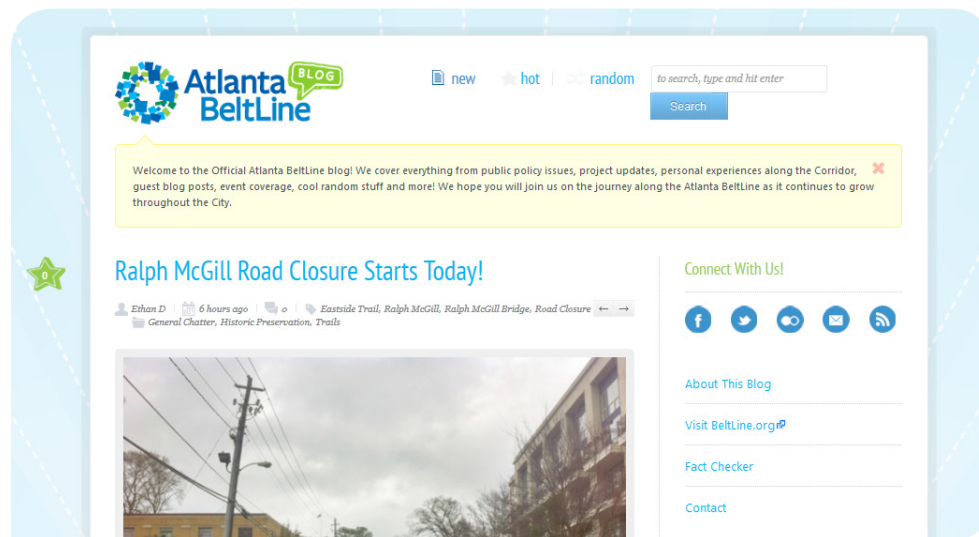 Atlanta BLOG
BeltLine
new hot random
to search, type and hit enter
Search
Welcome to the Official Atlanta BeltLine blog! We cover everything from public policy issues, project updates, personal experiences along the Corridor,
guest blog posts, event coverage, cool random stuff and more! We hope you will join us on the journey along the Atlanta BeltLine as it continues to grow
throughout the City.
0
Ralph McGill Road Closure Starts Today!
Ethan D 6 hours ago 0 Eastside Trail, Ralph McGill, Ralph McGill Bridge, Road Closure ← →
General Chatter, Historic Preservation, Trails
Connect With Us!
About This Blog
Visit BeltLine.org
Fact Checker
Contact